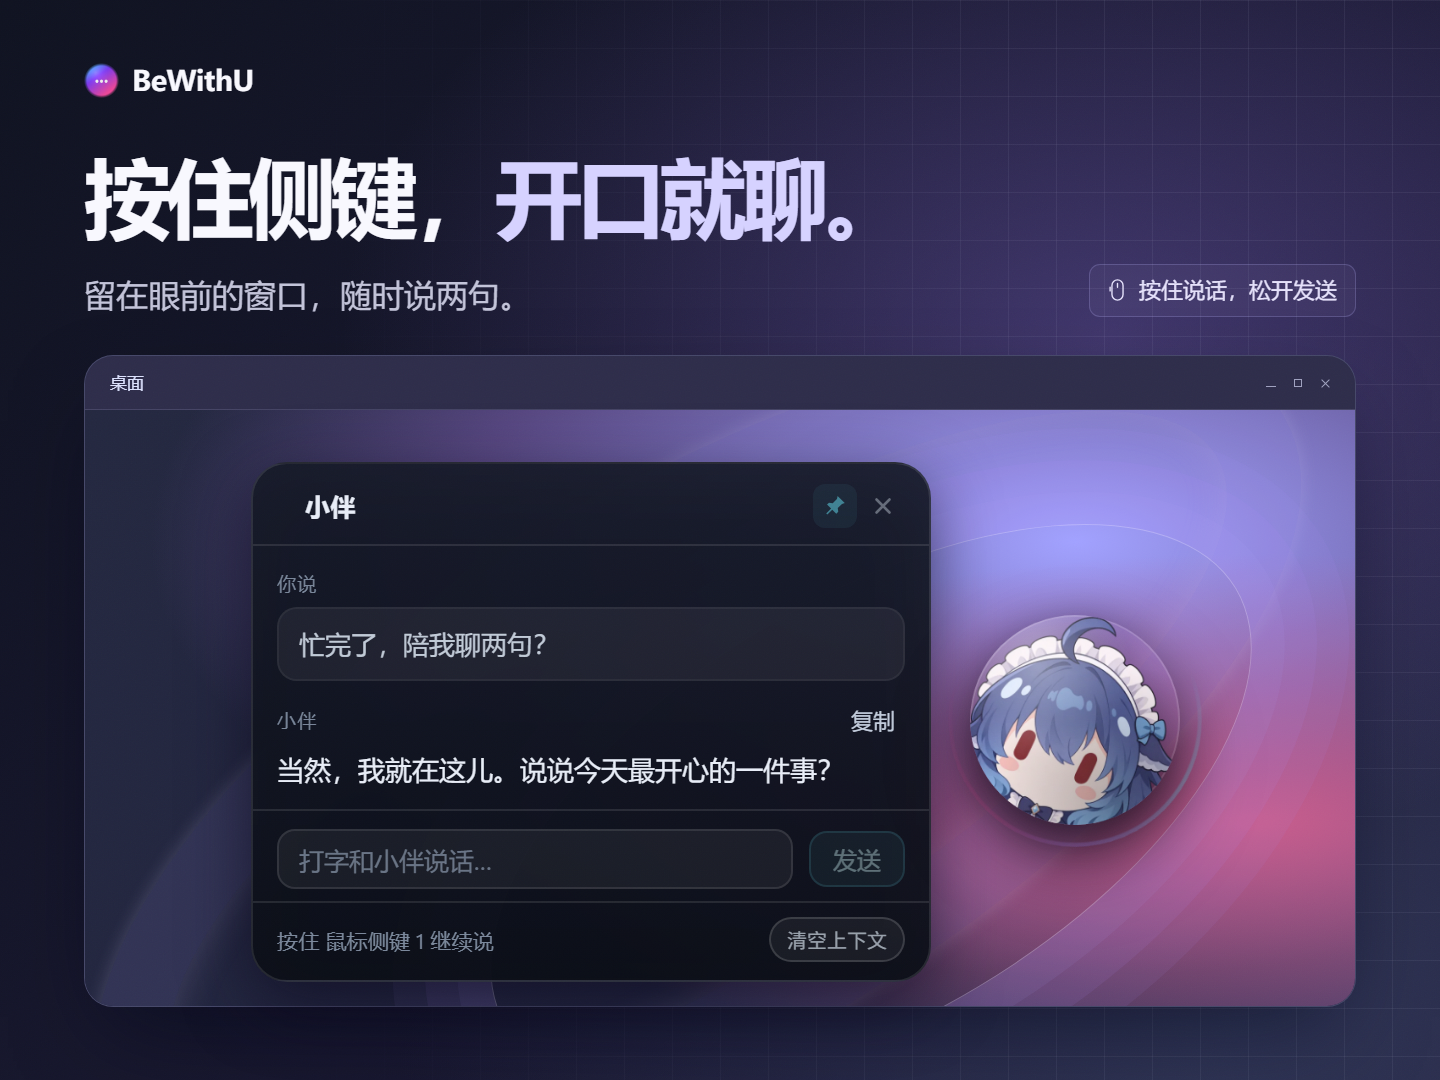 BeWithU
按住侧键，开口就聊。
留在眼前的窗口，随时说两句。
按住说话，松开发送
桌面
小伴
你说
忙完了，陪我聊两句？
小伴
复制
当然，我就在这儿。说说今天最开心的一件事？
打字和小伴说话...
发送
按住 鼠标侧键 1 继续说
清空上下文